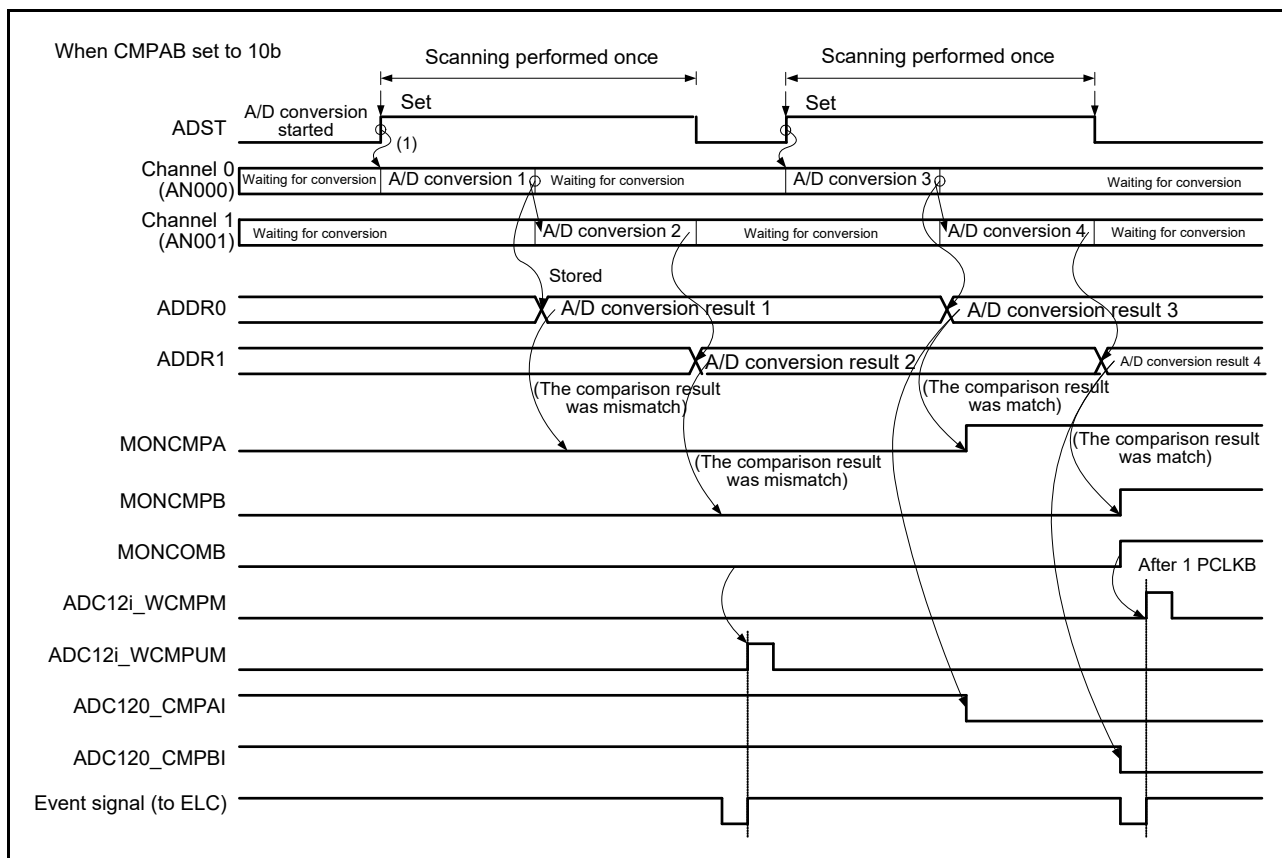 When CMPAB set to 10b
Scanning performed once
Scanning performed once
A/D conversion
started
Set
Set
ADST
(1)
Channel 0
(AN000)
Waiting for conversion
A/D conversion 1
Waiting for conversion
A/D conversion 3
Waiting for conversion
Channel 1
(AN001)
Waiting for conversion
A/D conversion 2
Waiting for conversion
A/D conversion 4
Waiting for conversion
Stored
ADDR0
A/D conversion result 1
A/D conversion result 3
ADDR1
A/D conversion result 2
A/D conversion result 4
(The comparison result
was mismatch)
(The comparison result
was match)
MONCMPA
(The comparison result
was mismatch)
(The comparison result
was match)
MONCMPB
MONCOMB
After 1 PCLKB
ADC12i_WCMPM
ADC12i_WCMPUM
ADC120_CMPAI
ADC120_CMPBI
Event signal (to ELC)